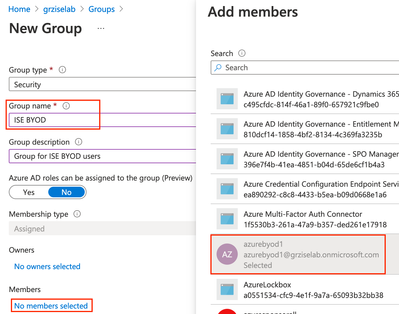 Home > grziselab > Groups >
New Group ...
Group type *
Security
Group name *
ISE BYOD
Group description
Group for ISE BYOD users
Azure AD roles can be assigned to the group (Preview)
Yes No
Membership type
Assigned
Owners
No owners selected
Members
No members selected
Add members
Search
Search
Azure AD Identity Governance - Dynamics 365
c495cfdc-814f-46a1-89f0-657921c9fbe0
Azure AD Identity Governance - Entitlement M
810dcf14-1858-4bf2-8134-4c369fa3235b
Azure AD Identity Governance - SPO Manager
396e7f4b-41ea-4851-b04d-65de6cf1b4a3
Azure Credential Configuration Endpoint Servi
ea890292-c8c8-4433-b5ea-b09d0668e1a6
Azure Multi-Factor Auth Connector
1f5530b3-261a-47a9-b357-ded261e17918
AZ
azurebyod1
azurebyod1@grziselab.onmicrosoft.com
Selected
AzureLockbox
a0551534-cfc9-4e1f-9a7a-65093b32bb38